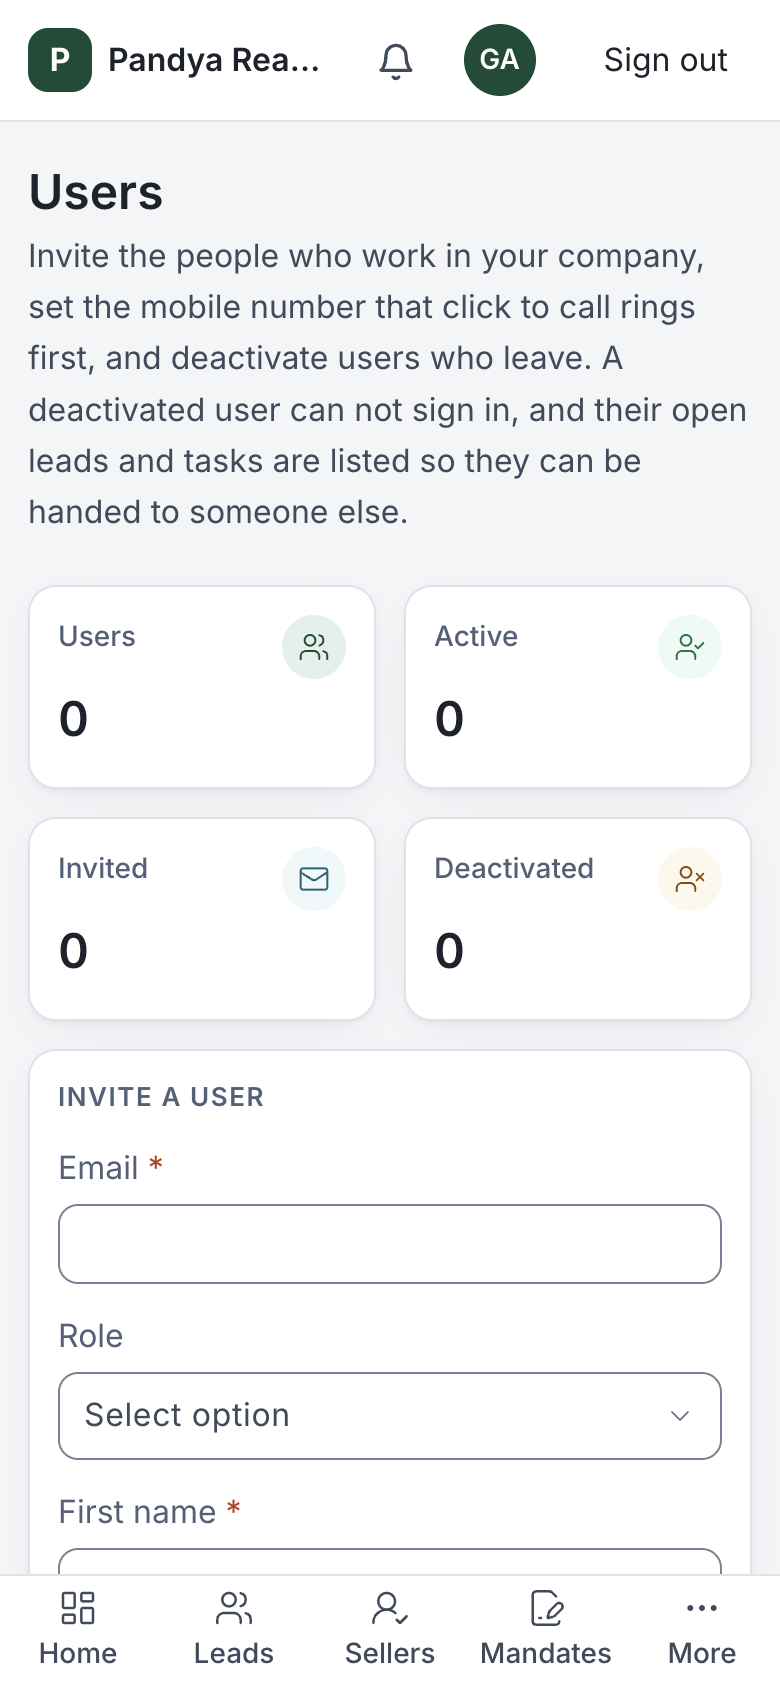 P Pandya Rea... GA Sign out
Users
Invite the people who work in your company,
set the mobile number that click to call rings
first, and deactivate users who leave. A
deactivated user can not sign in, and their open
leads and tasks are listed so they can be
handed to someone else.
Users Active
0 0
Invited Deactivated
0 0
INVITE A USER
Email *
Role
Select option
First name *
Home Leads Sellers Mandates More